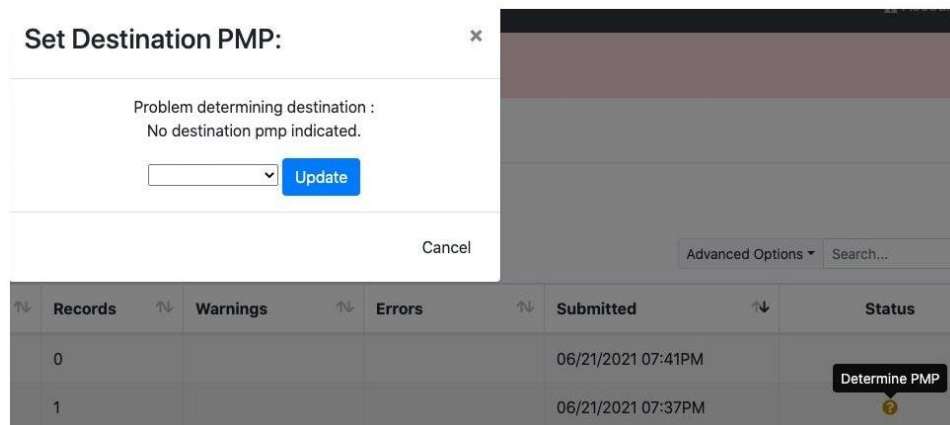 Set Destination PMP:
×
Problem determining destination :
No destination pmp indicated.
Update
Cancel
Advanced Options
Search...
Records
Warnings
Errors
Submitted
Status
0
06/21/2021 07:41PM
Determine PMP
1
06/21/2021 07:37PM
?